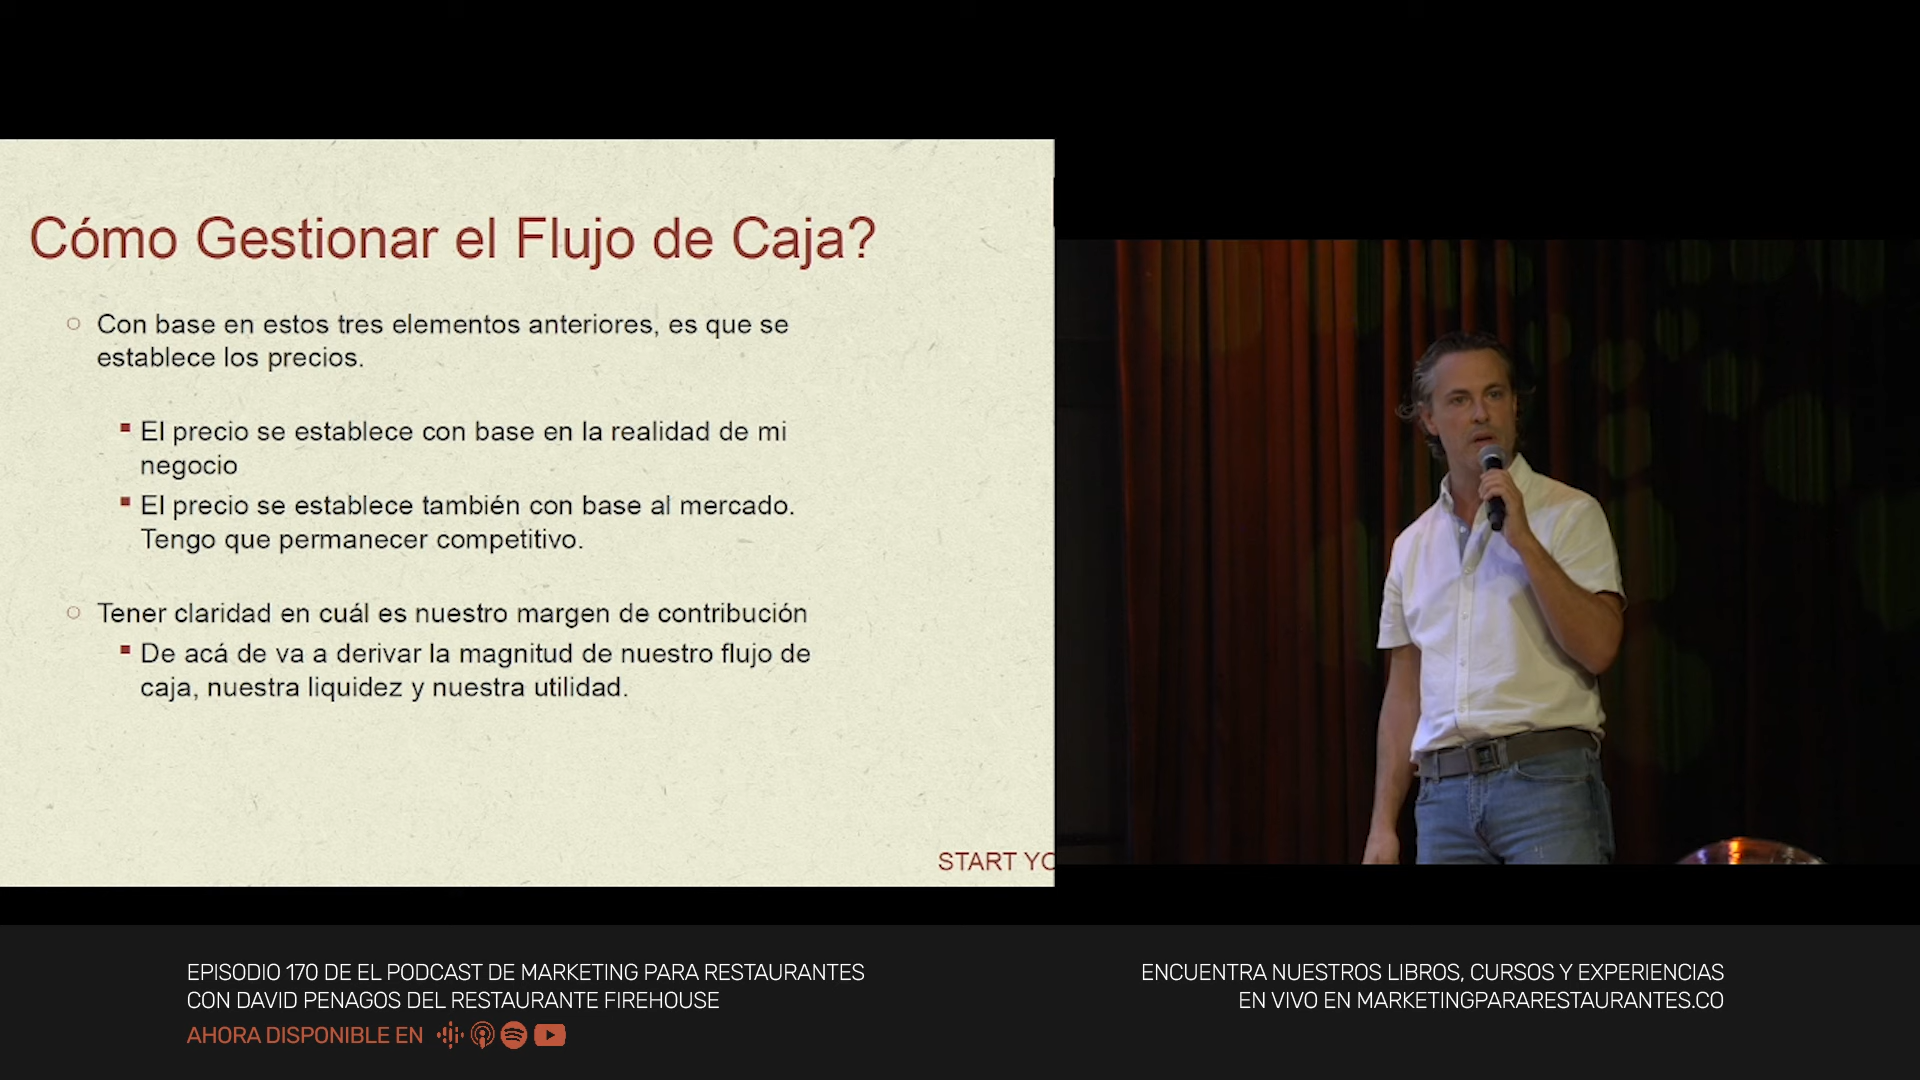 Cómo Gestionar el Flujo de Caja?
Con base en estos tres elementos anteriores, es que se
establece los precios.
El precio se establece con base en la realidad de mi
negocio
El precio se establece también con base al mercado.
Tengo que permanecer competitivo.
Tener claridad en cuál es nuestro margen de contribución
De acá de va a derivar la magnitud de nuestro flujo de
caja, nuestra liquidez y nuestra utilidad.
START YO
EPISODIO 170 DE EL PODCAST DE MARKETING PARA RESTAURANTES
CON DAVID PENAGOS DEL RESTAURANTE FIREHOUSE
AHORA DISPONIBLE EN
ENCUENTRA NUESTROS LIBROS, CURSOS Y EXPERIENCIAS
EN VIVO EN MARKETINGPARARESTAURANTES.CO